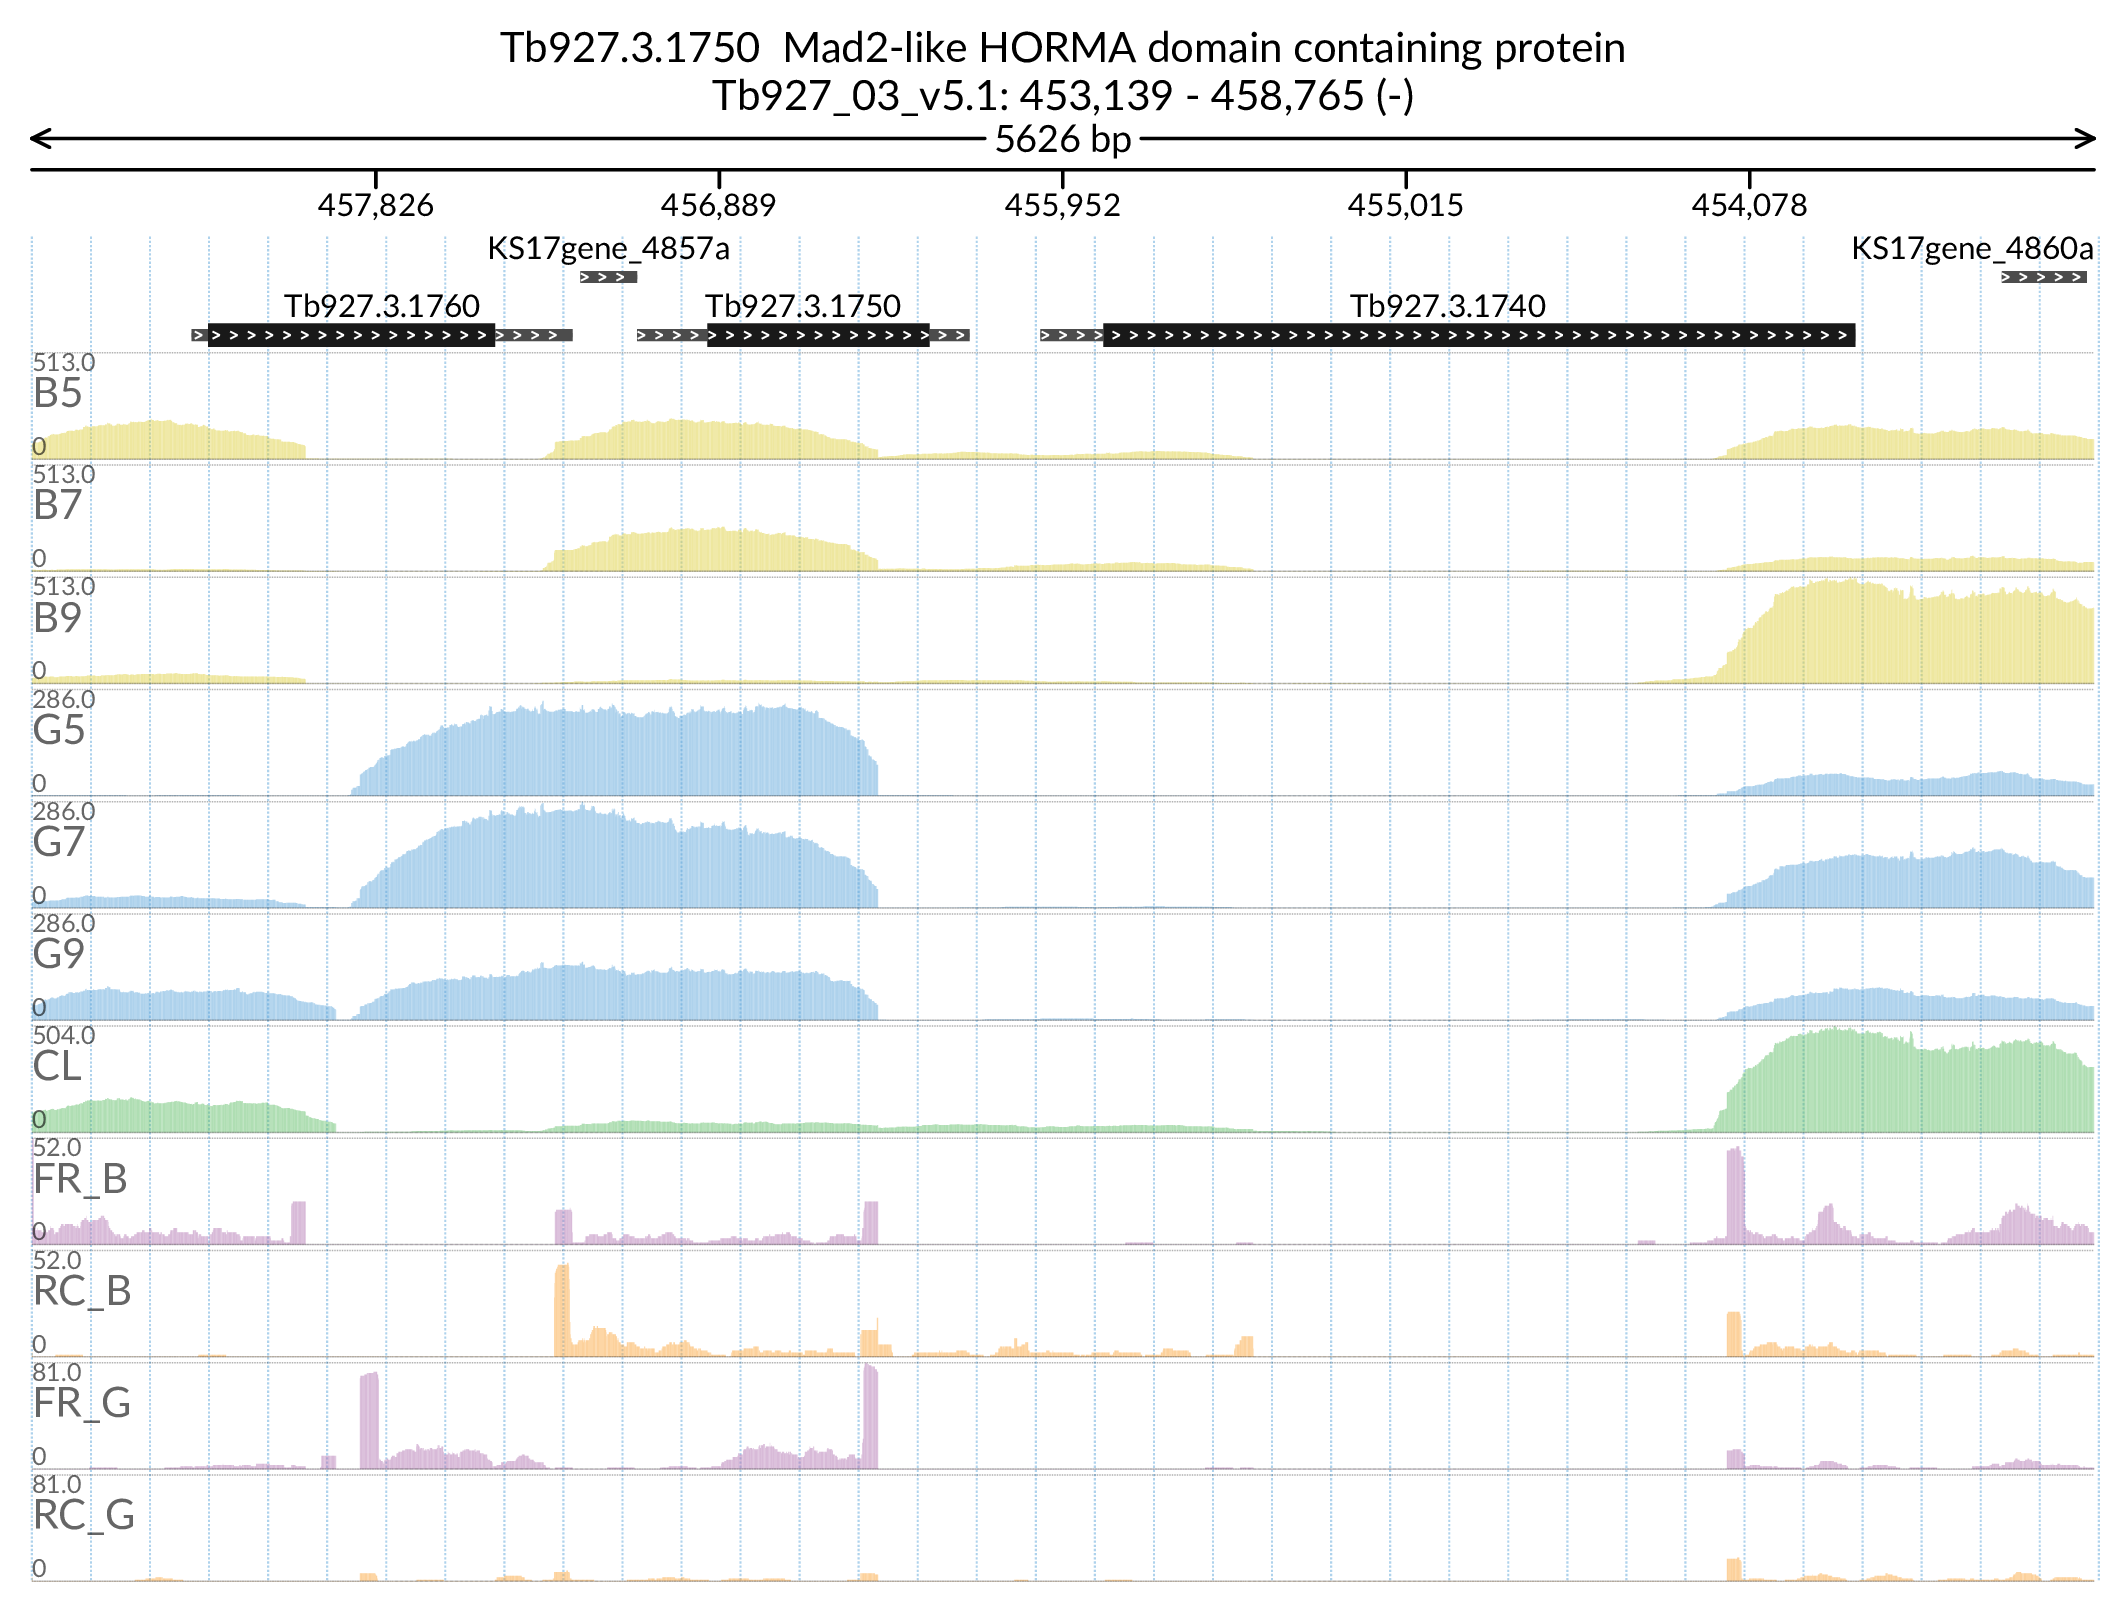 Tb927.3.1750 Mad2-like HORMA domain containing protein
Tb927_03_v5.1: 453,139 - 458,765 (-)
5626 bp
457,826 456,889 455,952 455,015 454,078
KS17gene_4857a KS17gene_4860a
Tb927.3.1760 Tb927.3.1750 Tb927.3.1740
513.0
B5
0
513.0
B7
0
513.0
B9
0
286.0
G5
0
286.0
G7
0
286.0
G9
0
504.0
CL
0
52.0
FR_B
0
52.0
RC_B
0
81.0
FR_G
0
81.0
RC_G
0